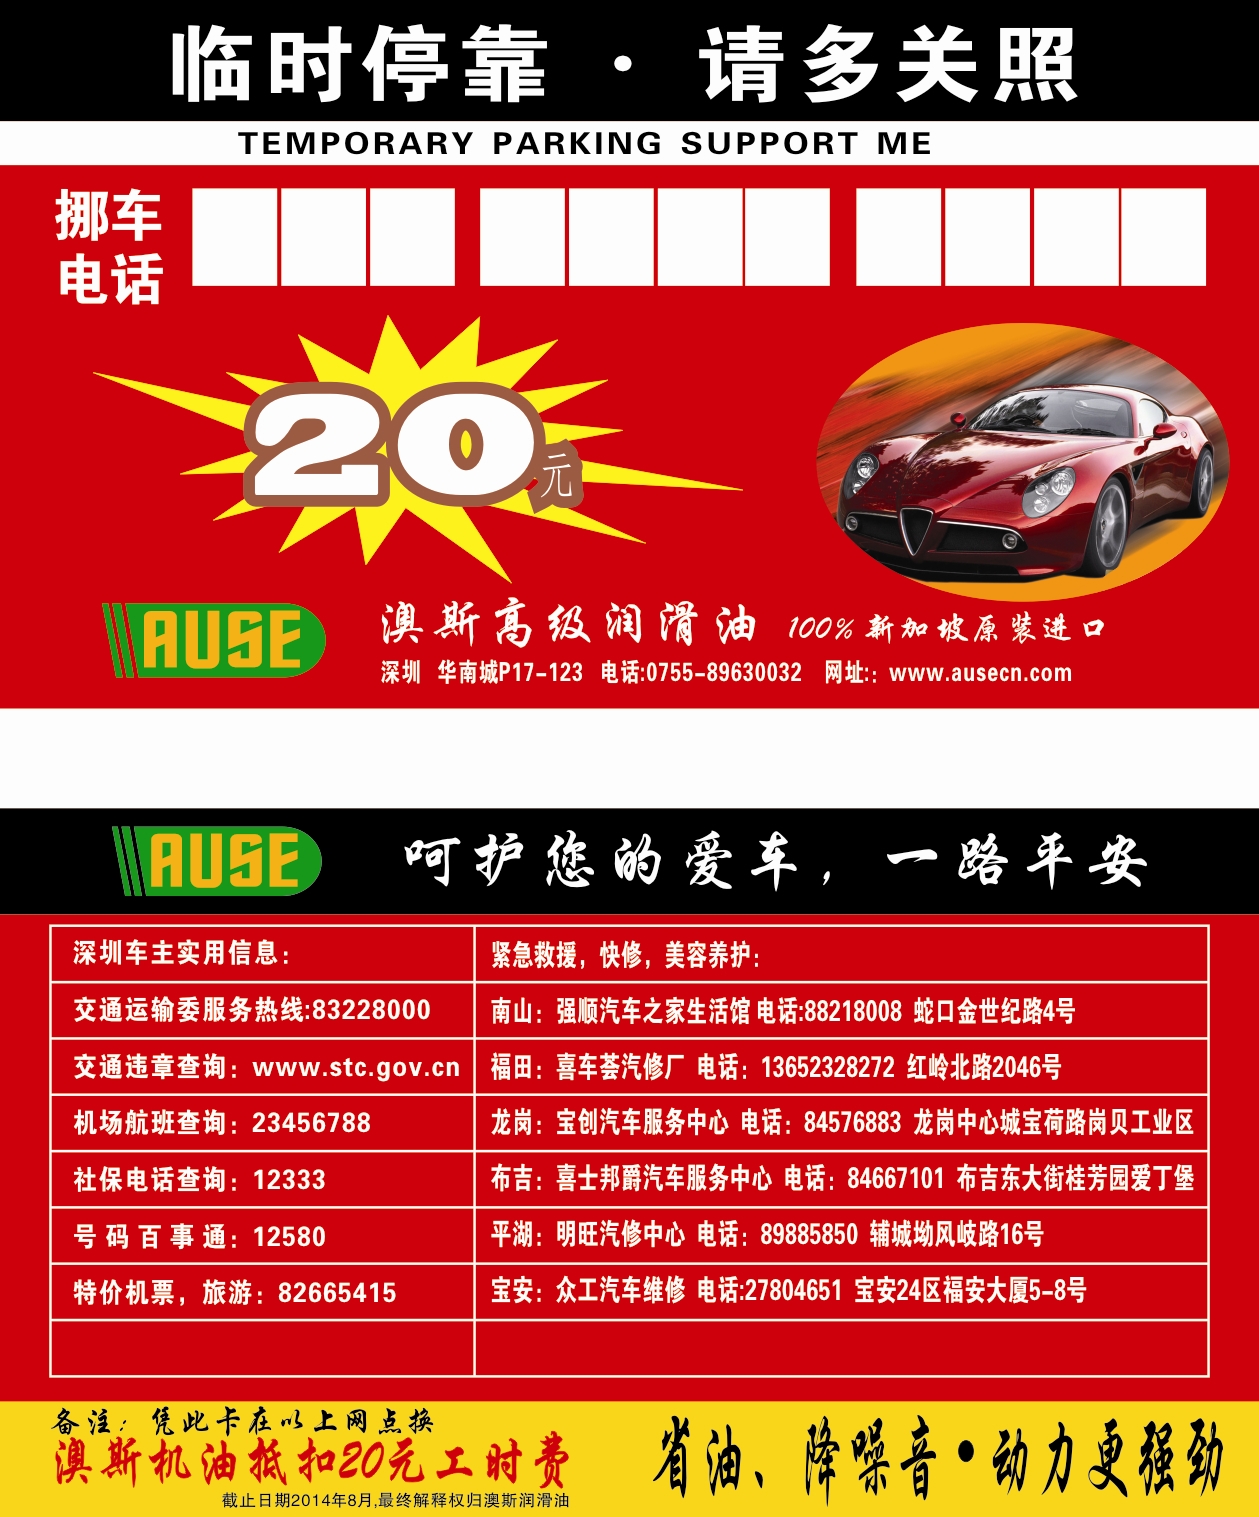 临时停靠 · 请多关照
TEMPORARY PARKING SUPPORT ME
挪车
电话
20元
AUSE
澳斯高级润滑油 100%新加坡原装进口
深圳 华南城P17-123 电话:0755-89630032 网址:: www.ausecn.com
AUSE
呵护您的爱车，一路平安
深圳车主实用信息：
紧急救援，快修，美容养护：
交通运输委服务热线:83228000
南山：强顺汽车之家生活馆 电话:88218008 蛇口金世纪路4号
交通违章查询：www.stc.gov.cn
福田：喜车荟汽修厂 电话：13652328272 红岭北路2046号
机场航班查询：23456788
龙岗：宝创汽车服务中心 电话：84576883 龙岗中心城宝荷路岗贝工业区
社保电话查询：12333
布吉：喜士邦爵汽车服务中心 电话：84667101 布吉东大街桂芳园爱丁堡
号码百事通：12580
平湖：明旺汽修中心 电话：89885850 辅城坳风岐路16号
特价机票，旅游：82665415
宝安：众工汽车维修 电话:27804651 宝安24区福安大厦5-8号
备注：凭此卡在以上网点换
澳斯机油抵扣20元工时费
截止日期2014年8月,最终解释权归澳斯润滑油
省油、降噪音·动力更强劲